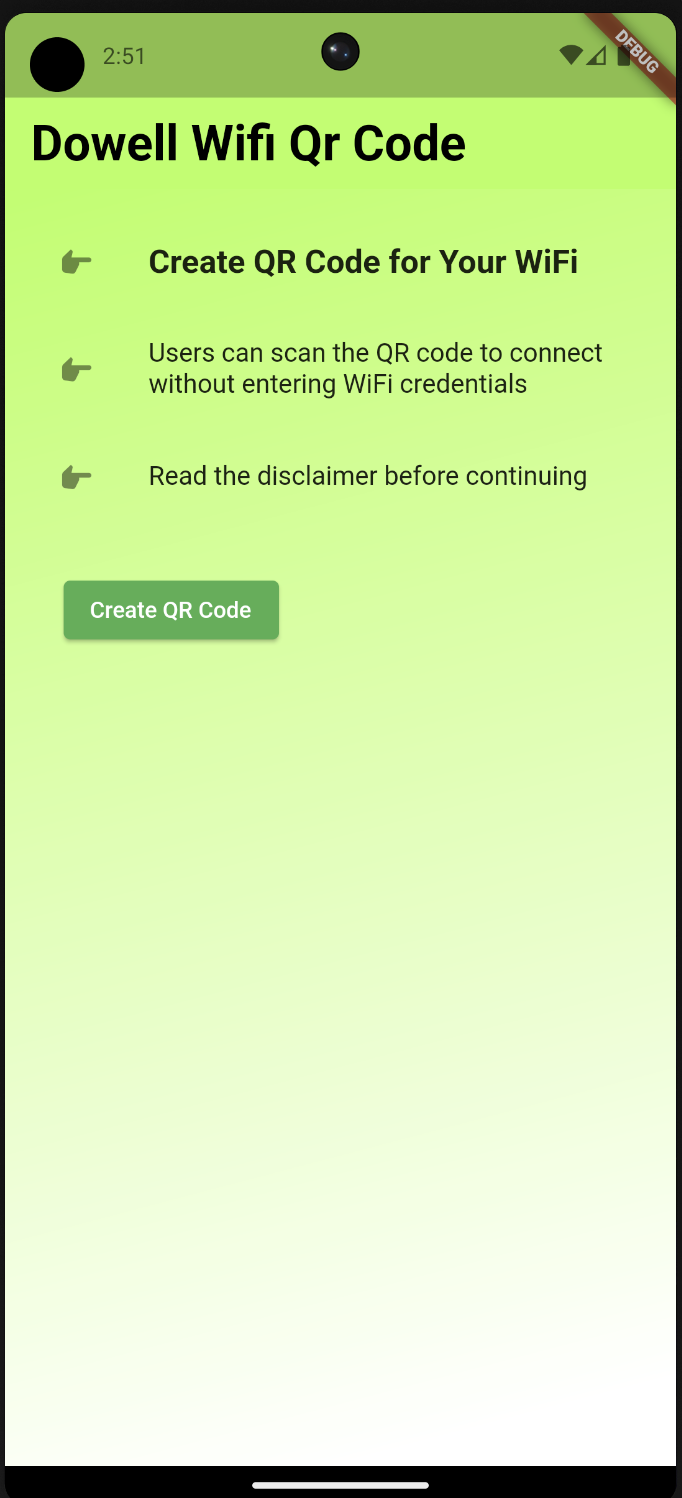 2:51
DEBUG
Dowell Wifi Qr Code
Create QR Code for Your WiFi
Users can scan the QR code to connect
without entering WiFi credentials
Read the disclaimer before continuing
Create QR Code